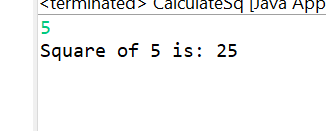 <terminated> CalculateSq [Java App
5
Square of 5 is: 25